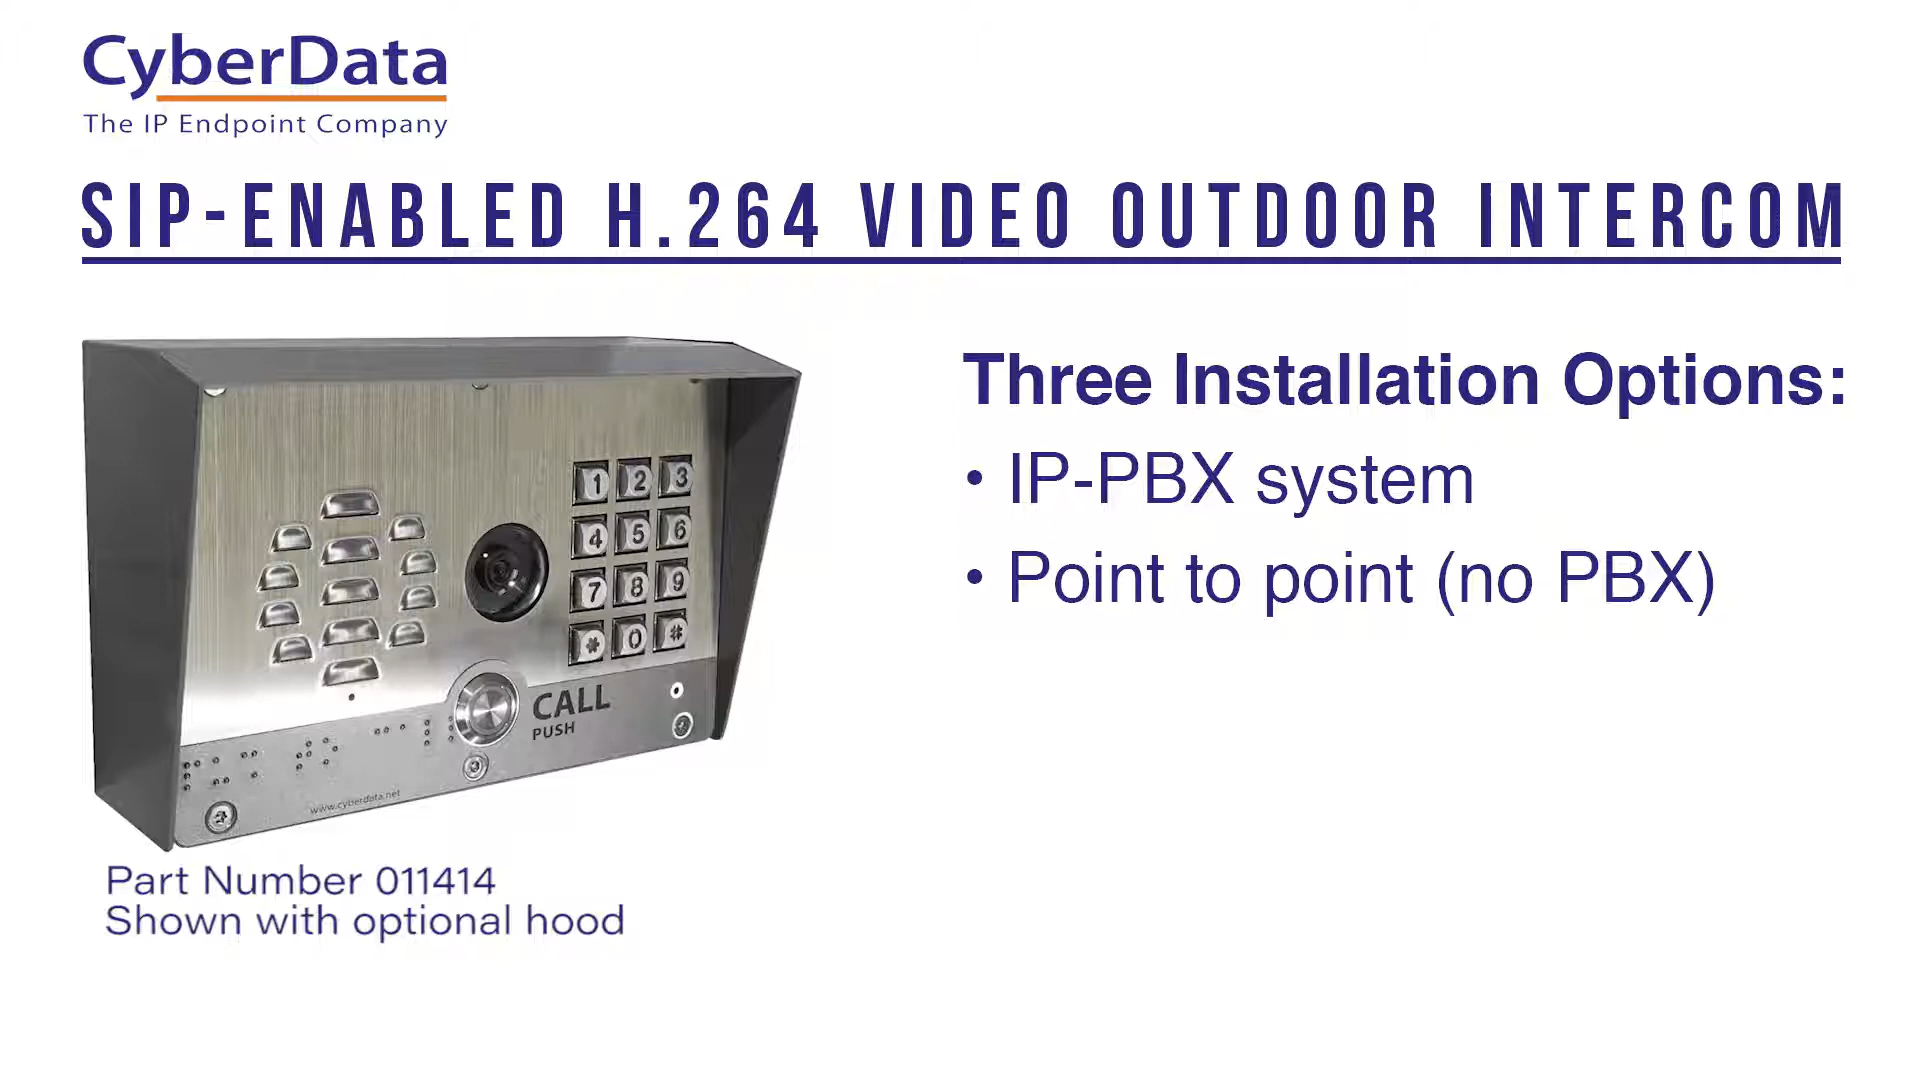 CyberData
The IP Endpoint Company
SIP-ENABLED H.264 VIDEO OUTDOOR INTERCOM
Three Installation Options:
• IP-PBX system
• Point to point (no PBX)
1 2 3
4 5 6
7 8 9
* 0 #
CALL
PUSH
www.cyberdata.net
Part Number 011414
Shown with optional hood